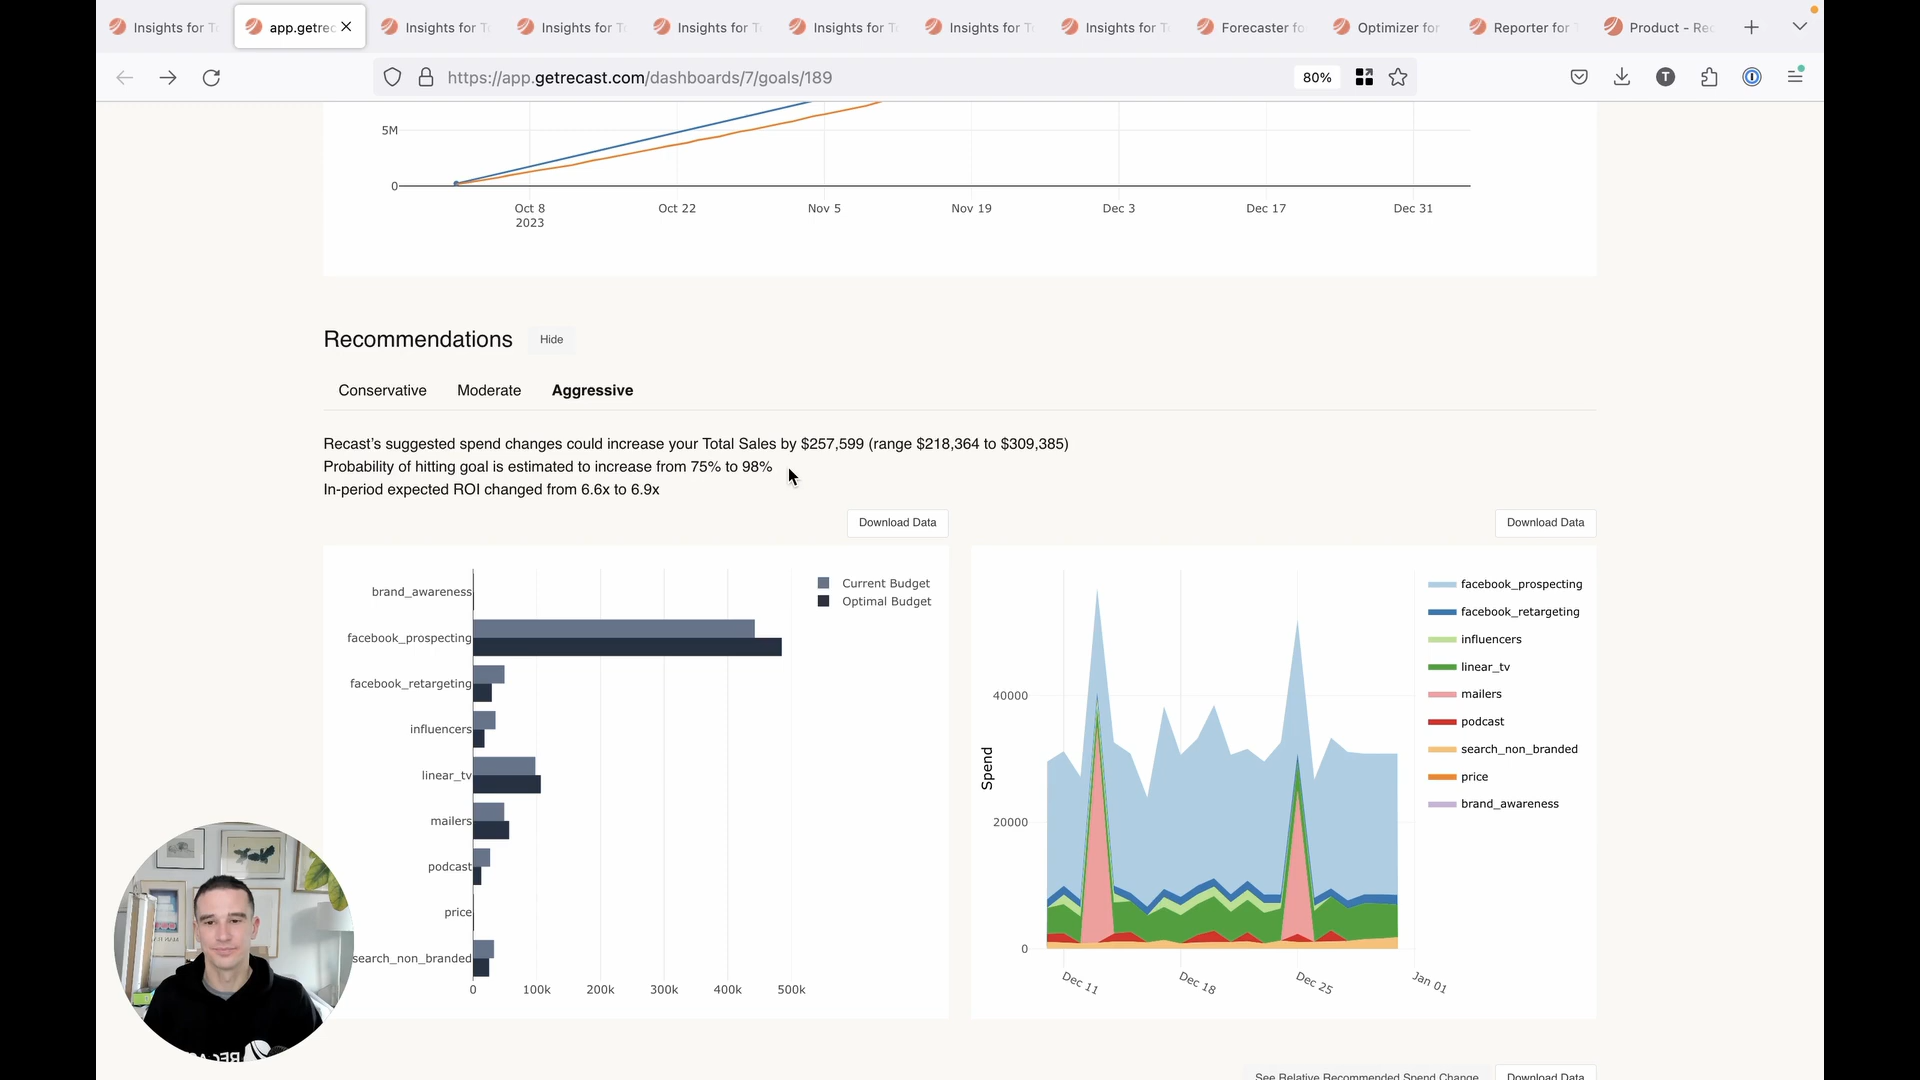 Insights for T
app.getrec
Insights for T
Insights for T
Insights for T
Insights for T
Insights for T
Insights for T
Forecaster fo
Optimizer for
Reporter for
Product - Rec
https://app.getrecast.com/dashboards/7/goals/189
80%
T
5M
0
Oct 8
2023
Oct 22
Nov 5
Nov 19
Dec 3
Dec 17
Dec 31
Recommendations
Hide
Conservative
Moderate
Aggressive
Recast's suggested spend changes could increase your Total Sales by $257,599 (range $218,364 to $309,385)
Probability of hitting goal is estimated to increase from 75% to 98%
In-period expected ROI changed from 6.6x to 6.9x
Download Data
Download Data
brand_awareness
facebook_prospecting
facebook_retargeting
influencers
linear_tv
mailers
podcast
price
search_non_branded
0
100k
200k
300k
400k
500k
Current Budget
Optimal Budget
Spend
40000
20000
0
Dec 11
Dec 18
Dec 25
Jan 01
facebook_prospecting
facebook_retargeting
influencers
linear_tv
mailers
podcast
search_non_branded
price
brand_awareness
See Relative Recommended Spend Change
Download Data